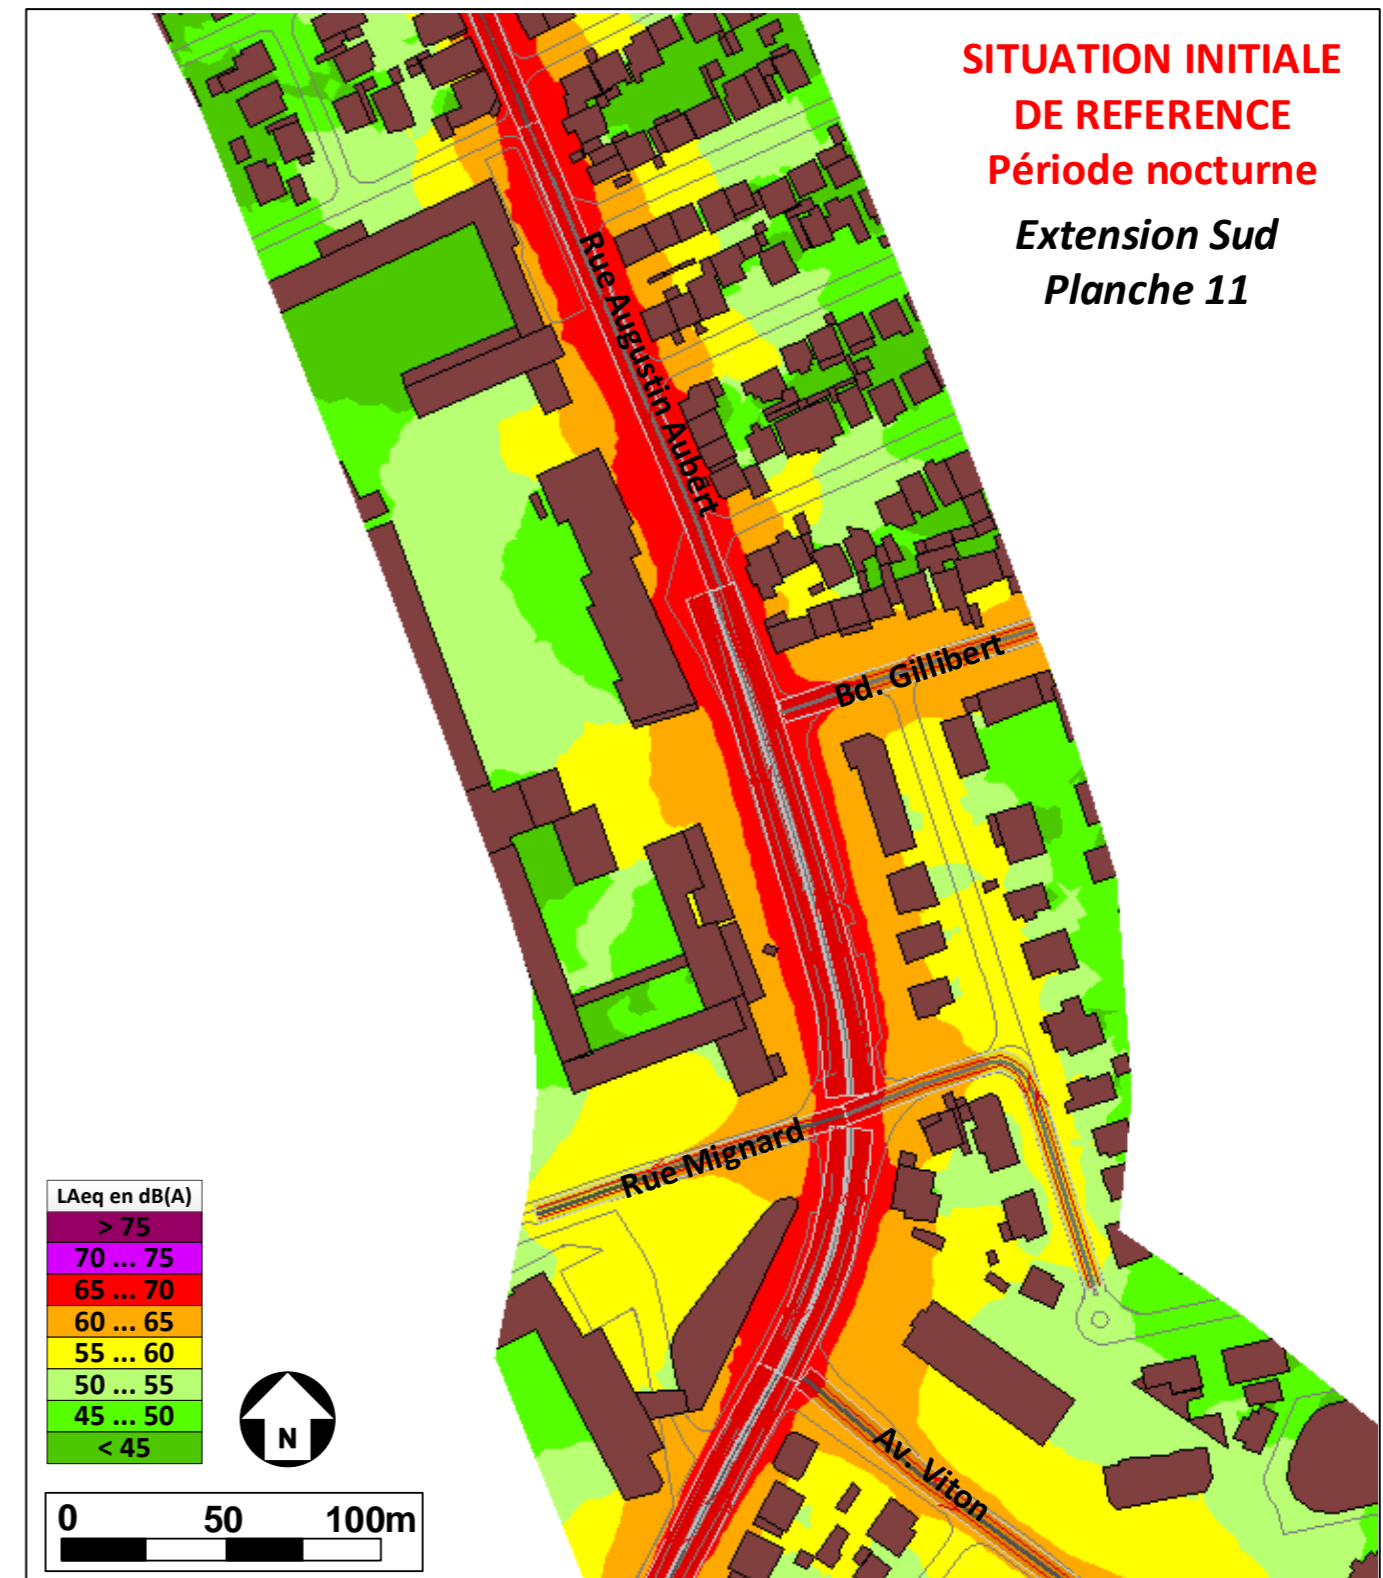 SITUATION INITIALE
DE REFERENCE
Période nocturne
Extension Sud
Planche 11
Rue Augustin Aubert
Bd. Gillibert
Rue Mignard
Av. Viton
LAeq en dB(A)
> 75
70 ... 75
65 ... 70
60 ... 65
55 ... 60
50 ... 55
45 ... 50
< 45
N
0 50 100m